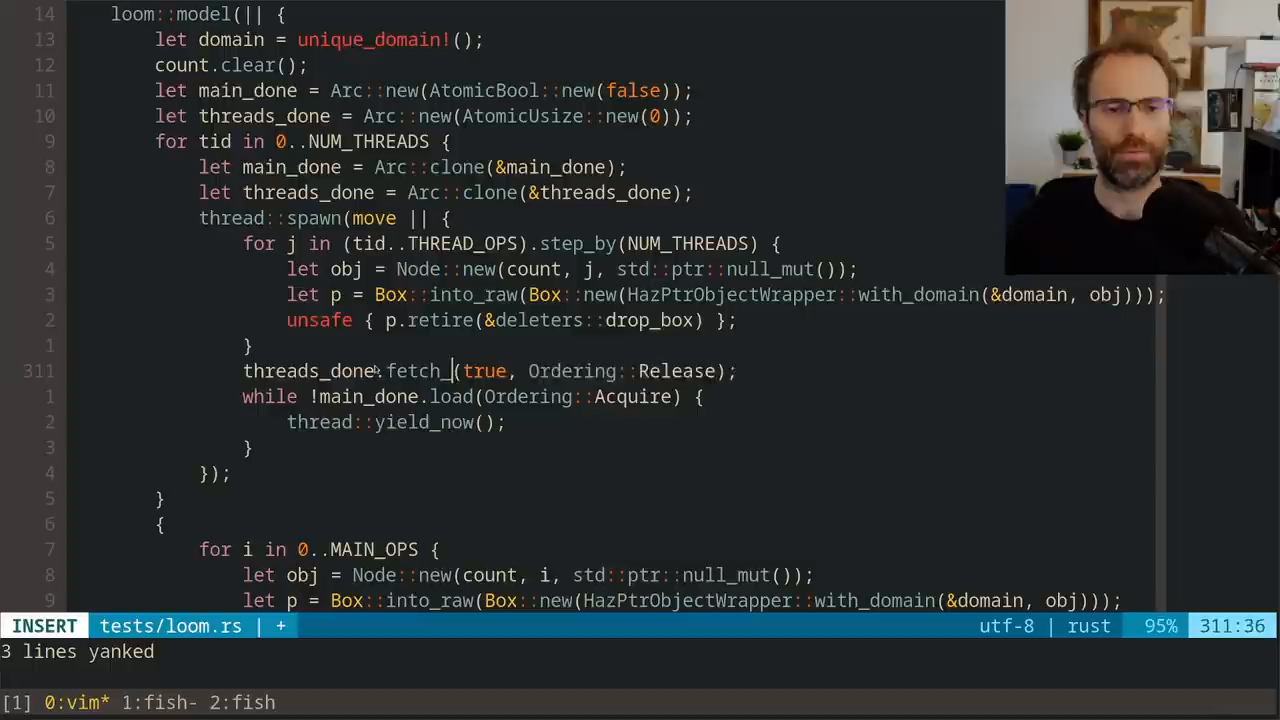 14 loom::model(|| {
13 let domain = unique_domain!();
12 count.clear();
11 let main_done = Arc::new(AtomicBool::new(false));
10 let threads_done = Arc::new(AtomicUsize::new(0));
9 for tid in 0..NUM_THREADS {
8 let main_done = Arc::clone(&main_done);
7 let threads_done = Arc::clone(&threads_done);
6 thread::spawn(move || {
5 for j in (tid..THREAD_OPS).step_by(NUM_THREADS) {
4 let obj = Node::new(count, j, std::ptr::null_mut());
3 let p = Box::into_raw(Box::new(HazPtrObjectWrapper::with_domain(&domain, obj)));
2 unsafe { p.retire(&deleters::drop_box) };
1 }
311 threads_done.fetch_(true, Ordering::Release);
1 while !main_done.load(Ordering::Acquire) {
2 thread::yield_now();
3 }
4 });
5 }
6 {
7 for i in 0..MAIN_OPS {
8 let obj = Node::new(count, i, std::ptr::null_mut());
9 let p = Box::into_raw(Box::new(HazPtrObjectWrapper::with_domain(&domain, obj)));
INSERT tests/loom.rs | + utf-8 | rust 95% 311:36
3 lines yanked
[1] 0:vim* 1:fish- 2:fish